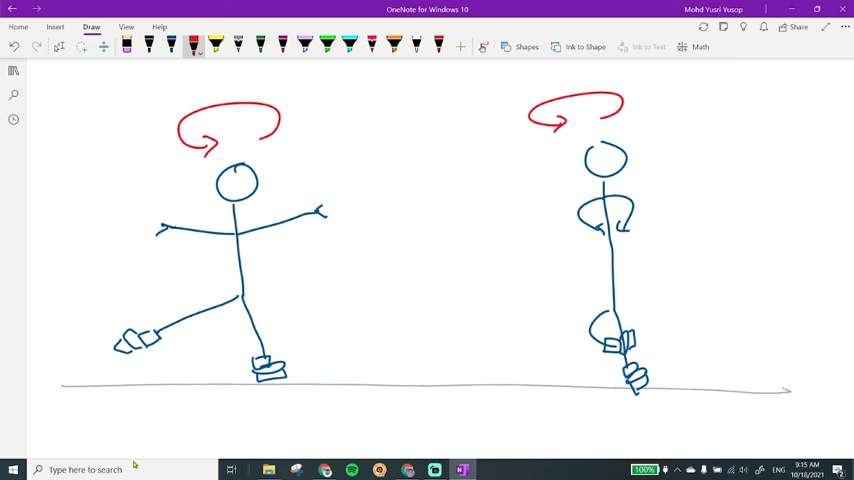 OneNote for Windows 10
Mohd Yusri Yusop
Home Insert Draw View Help
Share
Shapes Ink to Shape Ink to Text Math
Type here to search
100%
ENG
9:15 AM
10/18/2021
2